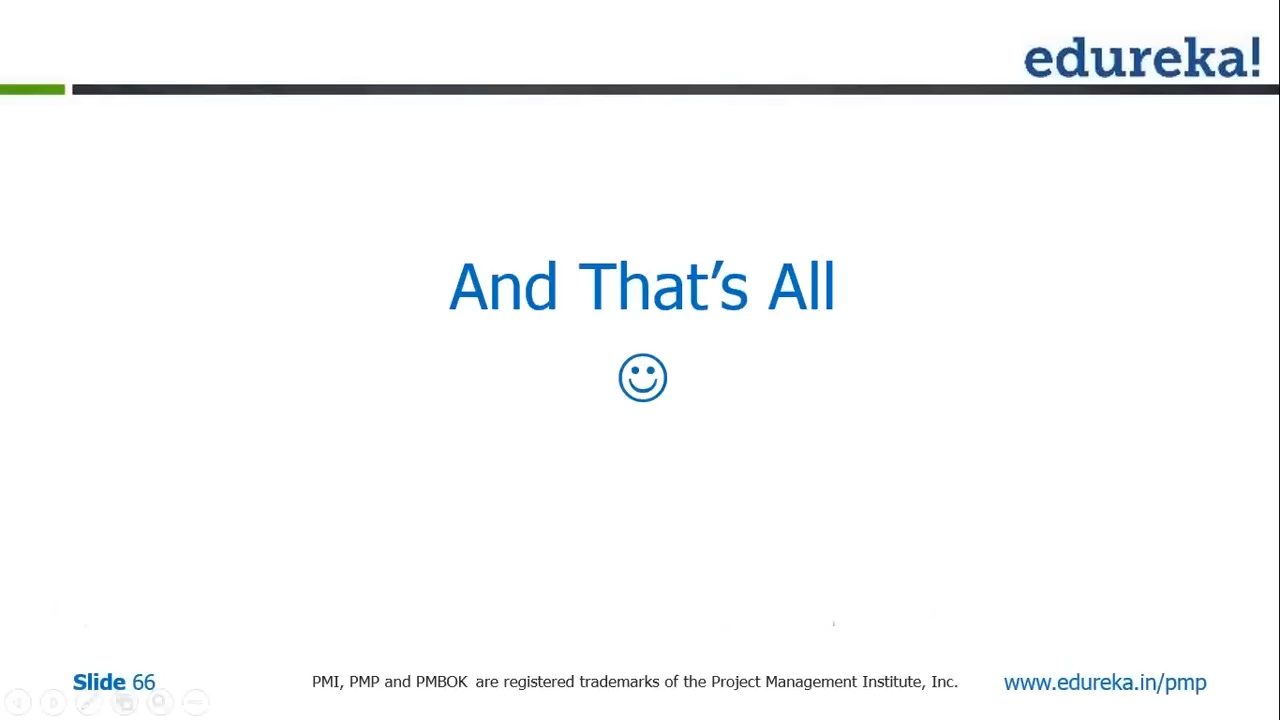 edureka!
And That’s All
Slide 66
PMI, PMP and PMBOK are registered trademarks of the Project Management Institute, Inc.
www.edureka.in/pmp